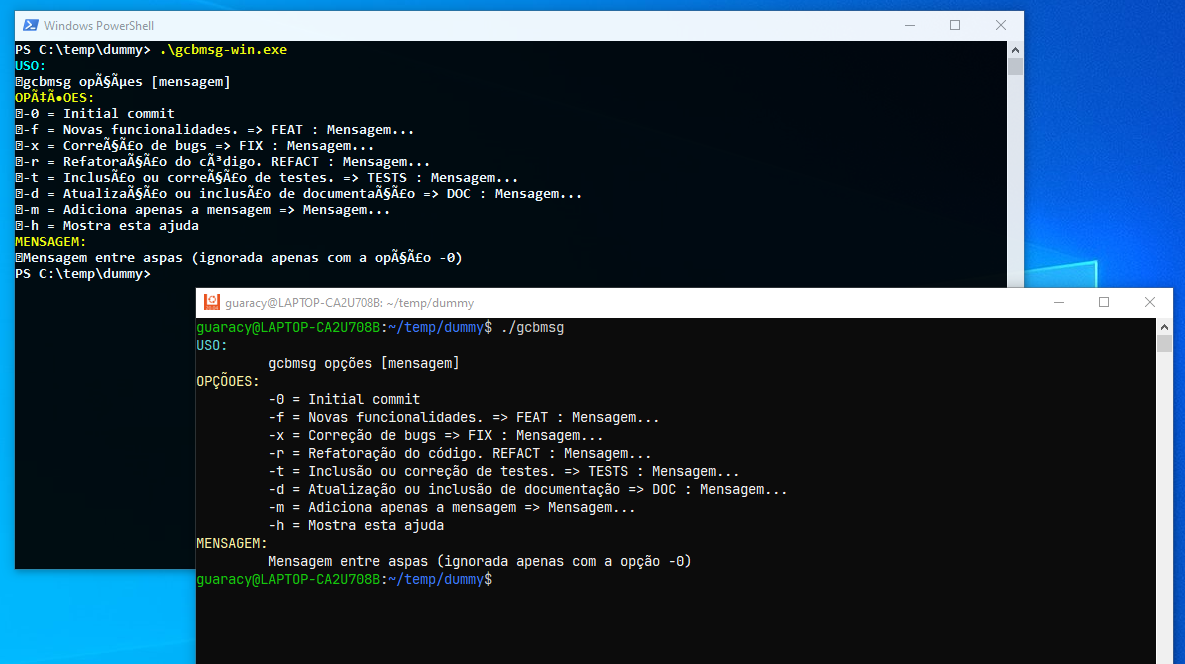 Windows PowerShell
PS C:\temp\dummy> .\gcbmsg-win.exe
USO:
gcbmsg opÃ§Ãµes [mensagem]
OPÃ‡Ã•OES:
-0 = Initial commit
-f = Novas funcionalidades. => FEAT : Mensagem...
-x = CorreÃ§Ã£o de bugs => FIX : Mensagem...
-r = RefatoraÃ§Ã£o do cÃ³digo. REFACT : Mensagem...
-t = InclusÃ£o ou correÃ§Ã£o de testes. => TESTS : Mensagem...
-d = AtualizaÃ§Ã£o ou inclusÃ£o de documentaÃ§Ã£o => DOC : Mensagem...
-m = Adiciona apenas a mensagem => Mensagem...
-h = Mostra esta ajuda
MENSAGEM:
Mensagem entre aspas (ignorada apenas com a opÃ§Ã£o -0)
PS C:\temp\dummy>
guaracy@LAPTOP-CA2U708B: ~/temp/dummy
guaracy@LAPTOP-CA2U708B:~/temp/dummy$ ./gcbmsg
USO:
gcbmsg opções [mensagem]
OPÇÕOES:
-0 = Initial commit
-f = Novas funcionalidades. => FEAT : Mensagem...
-x = Correção de bugs => FIX : Mensagem...
-r = Refatoração do código. REFACT : Mensagem...
-t = Inclusão ou correção de testes. => TESTS : Mensagem...
-d = Atualização ou inclusão de documentação => DOC : Mensagem...
-m = Adiciona apenas a mensagem => Mensagem...
-h = Mostra esta ajuda
MENSAGEM:
Mensagem entre aspas (ignorada apenas com a opção -0)
guaracy@LAPTOP-CA2U708B:~/temp/dummy$